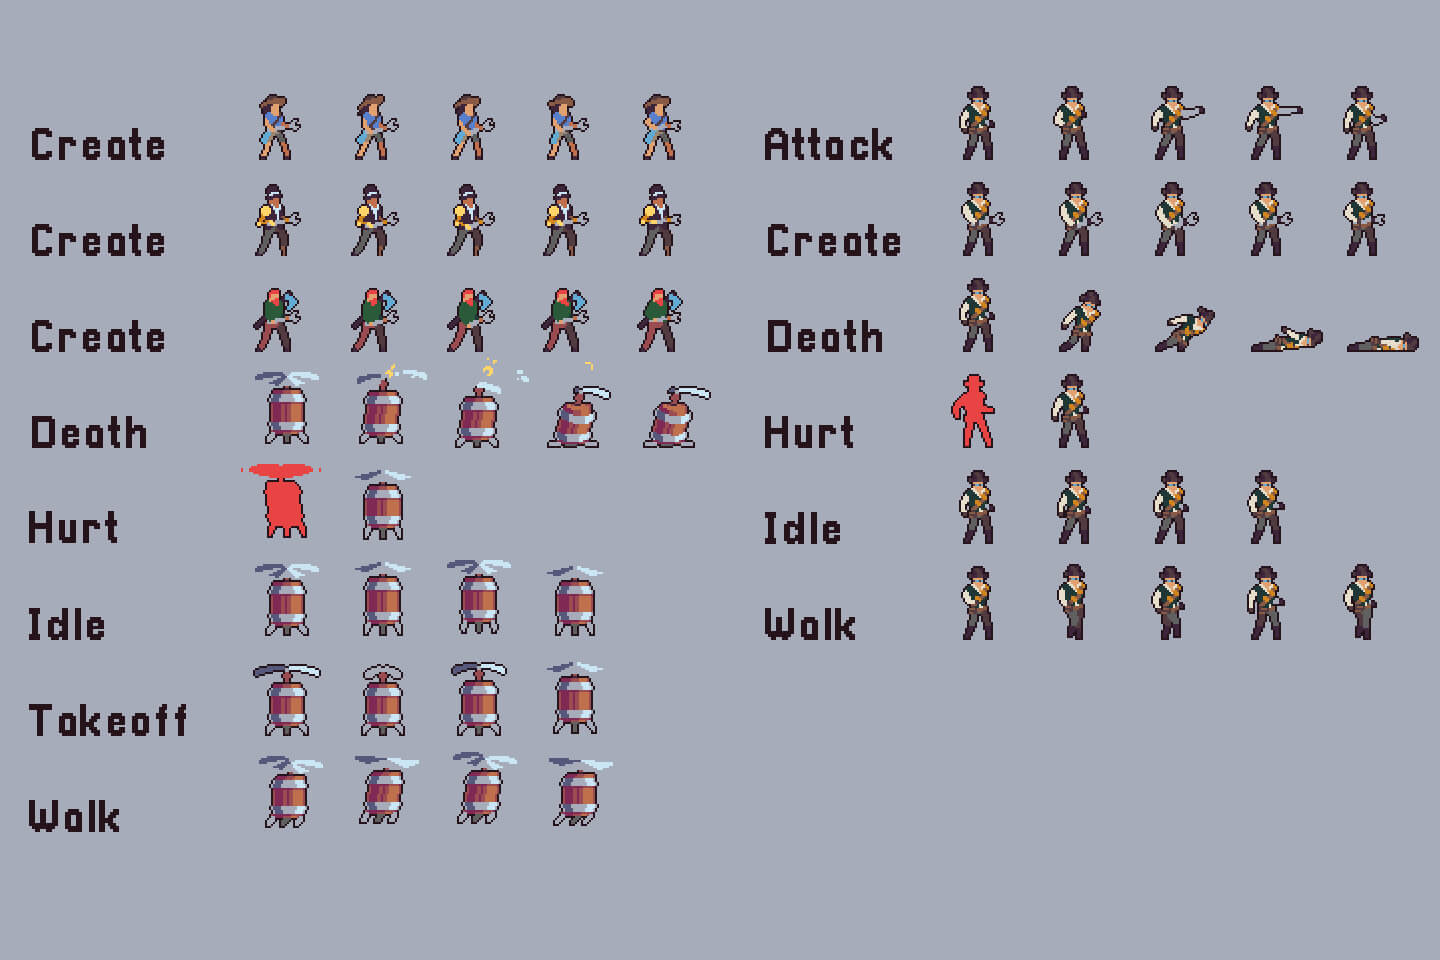 Create
Create
Create
Death
Hurt
Idle
Takeoff
Walk
Attack
Create
Death
Hurt
Idle
Walk